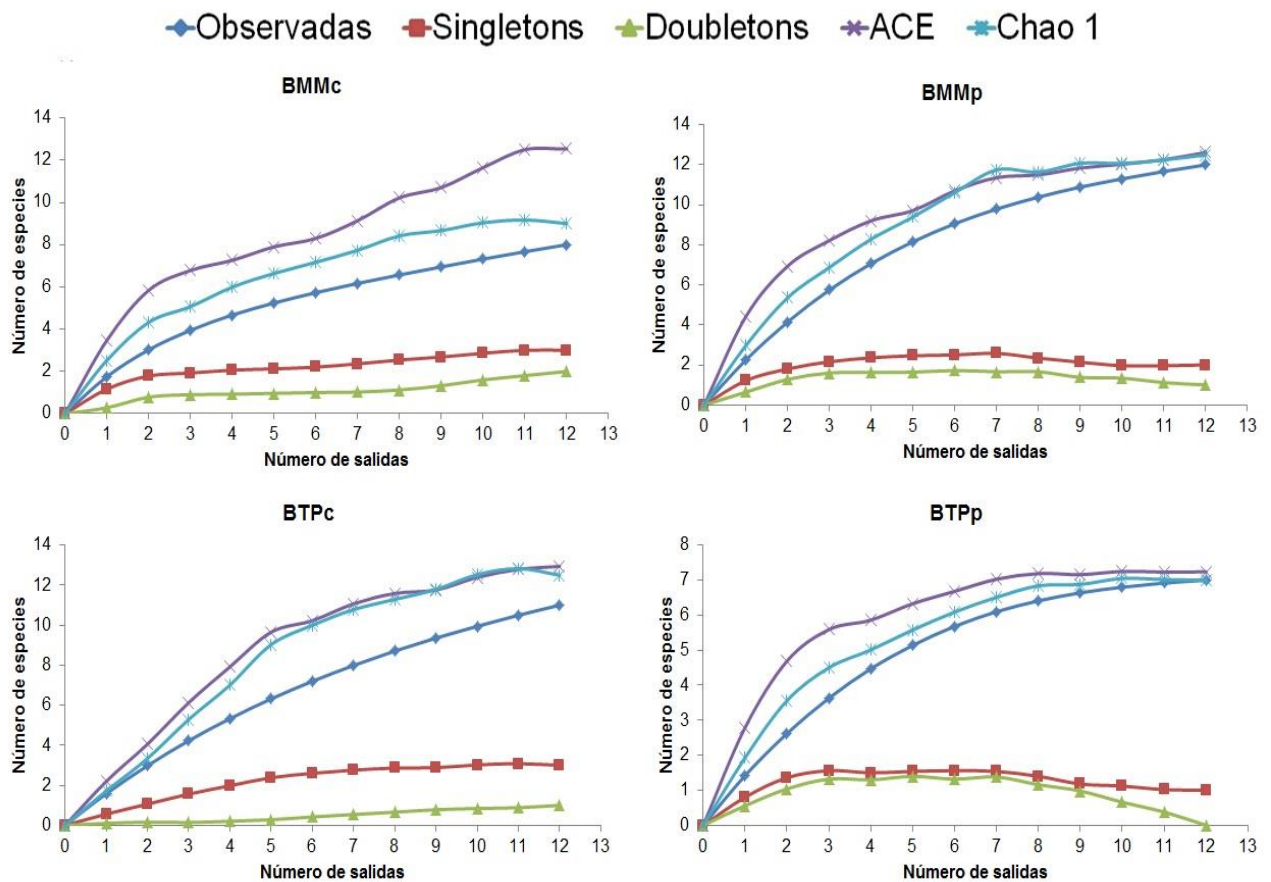 Observadas Singletons Doubletons ACE Chao 1
BMMc
Número de especies
14
12
10
8
6
4
2
0
0 1 2 3 4 5 6 7 8 9 10 11 12 13
Número de salidas
BMMp
Número de especies
14
12
10
8
6
4
2
0
0 1 2 3 4 5 6 7 8 9 10 11 12 13
Número de salidas
BTPc
Número de especies
14
12
10
8
6
4
2
0
0 1 2 3 4 5 6 7 8 9 10 11 12 13
Número de salidas
BTPp
Número de especies
8
7
6
5
4
3
2
1
0
0 1 2 3 4 5 6 7 8 9 10 11 12 13
Número de salidas